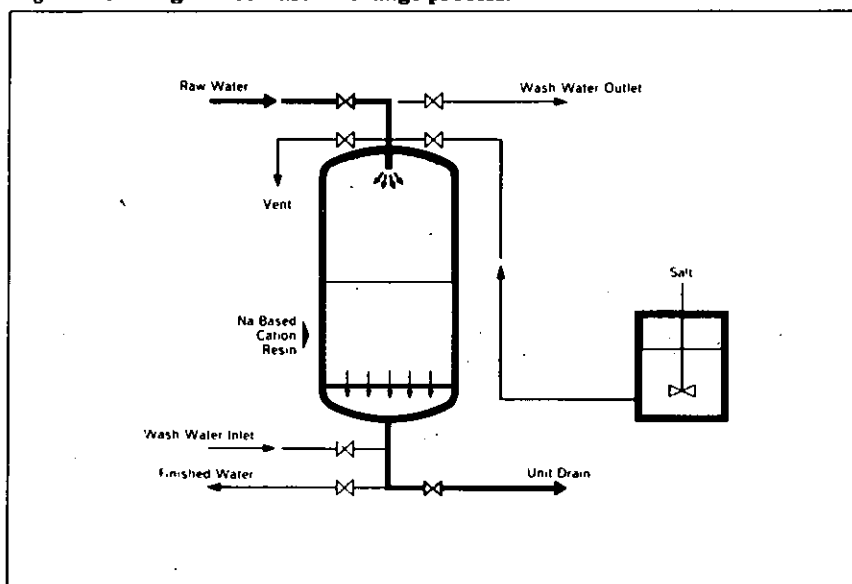 Raw Water
Wash Water Outlet
Vent
Salt
Na Based
Cation
Resin
Wash Water Inlet
Finished Water
Unit Drain